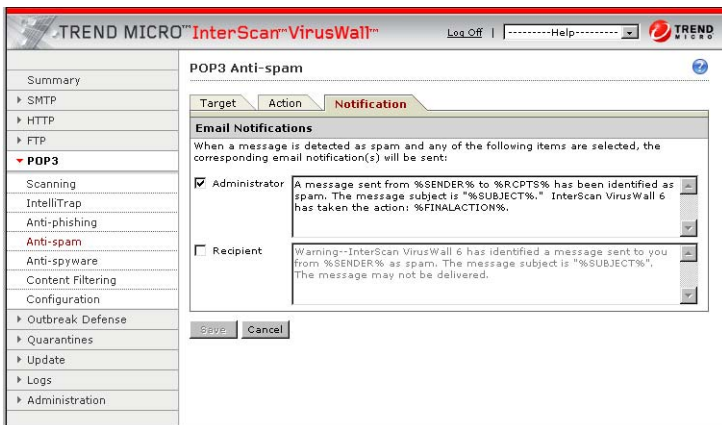 TREND MICRO™ InterScan™ VirusWall™
Log Off | ---------Help---------
TREND MICRO
Summary
SMTP
HTTP
FTP
POP3
Scanning
IntelliTrap
Anti-phishing
Anti-spam
Anti-spyware
Content Filtering
Configuration
Outbreak Defense
Quarantines
Update
Logs
Administration
POP3 Anti-spam
?
Target Action Notification
Email Notifications
When a message is detected as spam and any of the following items are selected, the
corresponding email notification(s) will be sent:
Administrator
A message sent from %SENDER% to %RCPTS% has been identified as
spam. The message subject is "%SUBJECT%." InterScan VirusWall 6
has taken the action: %FINALACTION%.
Recipient
Warning--InterScan VirusWall 6 has identified a message sent to you
from %SENDER% as spam. The message subject is "%SUBJECT%".
The message may not be delivered.
Save Cancel